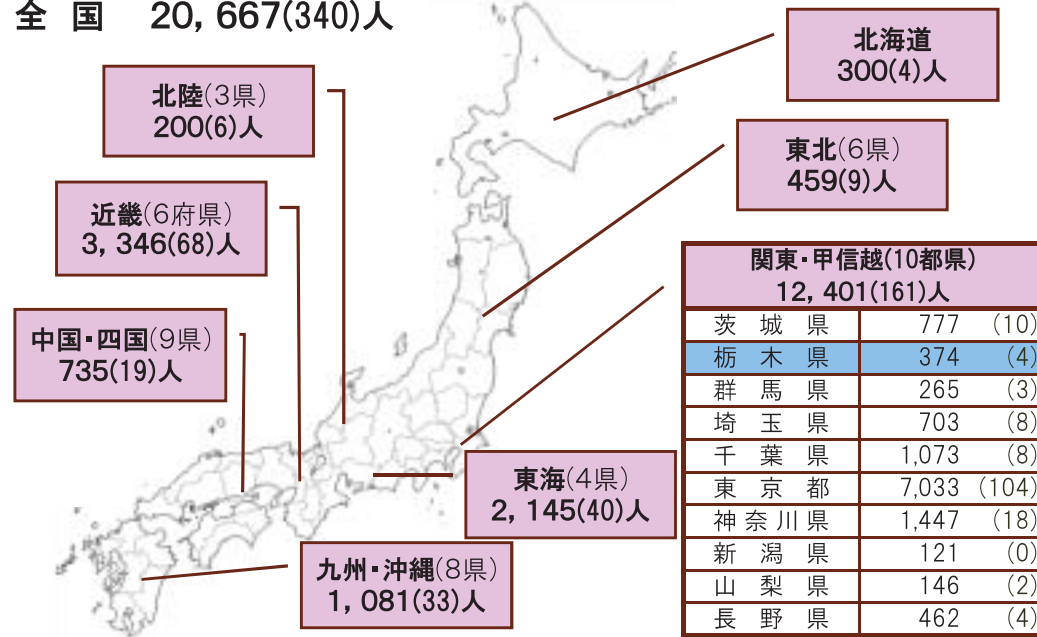 全 国 20,667(340)人
北海道
300(4)人
北陸(3県)
200(6)人
東北(6県)
459(9)人
近畿(6府県)
3,346(68)人
中国・四国(9県)
735(19)人
関東・甲信越(10都県)
12,401(161)人
茨 城 県 777 (10)
栃 木 県 374 (4)
群 馬 県 265 (3)
埼 玉 県 703 (8)
千 葉 県 1,073 (8)
東 京 都 7,033 (104)
神 奈 川 県 1,447 (18)
新 潟 県 121 (0)
山 梨 県 146 (2)
長 野 県 462 (4)
東海(4県)
2,145(40)人
九州・沖縄(8県)
1,081(33)人